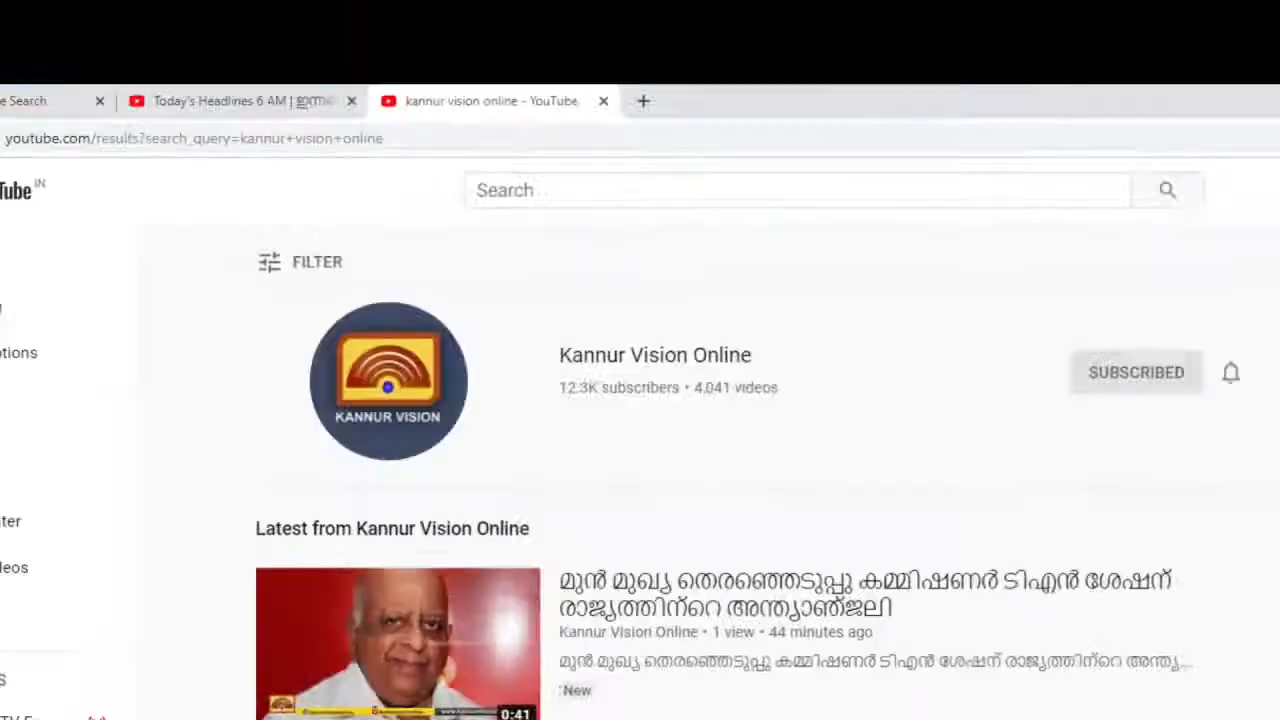 e Search
Today's Headlines 6 AM |
kannur vision online - YouTube
youtube.com/results?search_query=kannur+vision+online
Tube IN
Search
FILTER
KANNUR VISION
Kannur Vision Online
12.3K subscribers • 4,041 videos
SUBSCRIBED
Latest from Kannur Vision Online
മുൻ മുഖ്യ തെരഞ്ഞെടുപ്പു കമ്മിഷണർ ടിഎൻ ശേഷന്
രാജ്യത്തിന്റെ അന്ത്യാഞ്ജലി
Kannur Vision Online • 1 view • 44 minutes ago
മുൻ മുഖ്യ തെരഞ്ഞെടുപ്പു കമ്മിഷണർ ടിഎൻ ശേഷന് രാജ്യത്തിന്റെ അന്ത്യ...
New
0:41